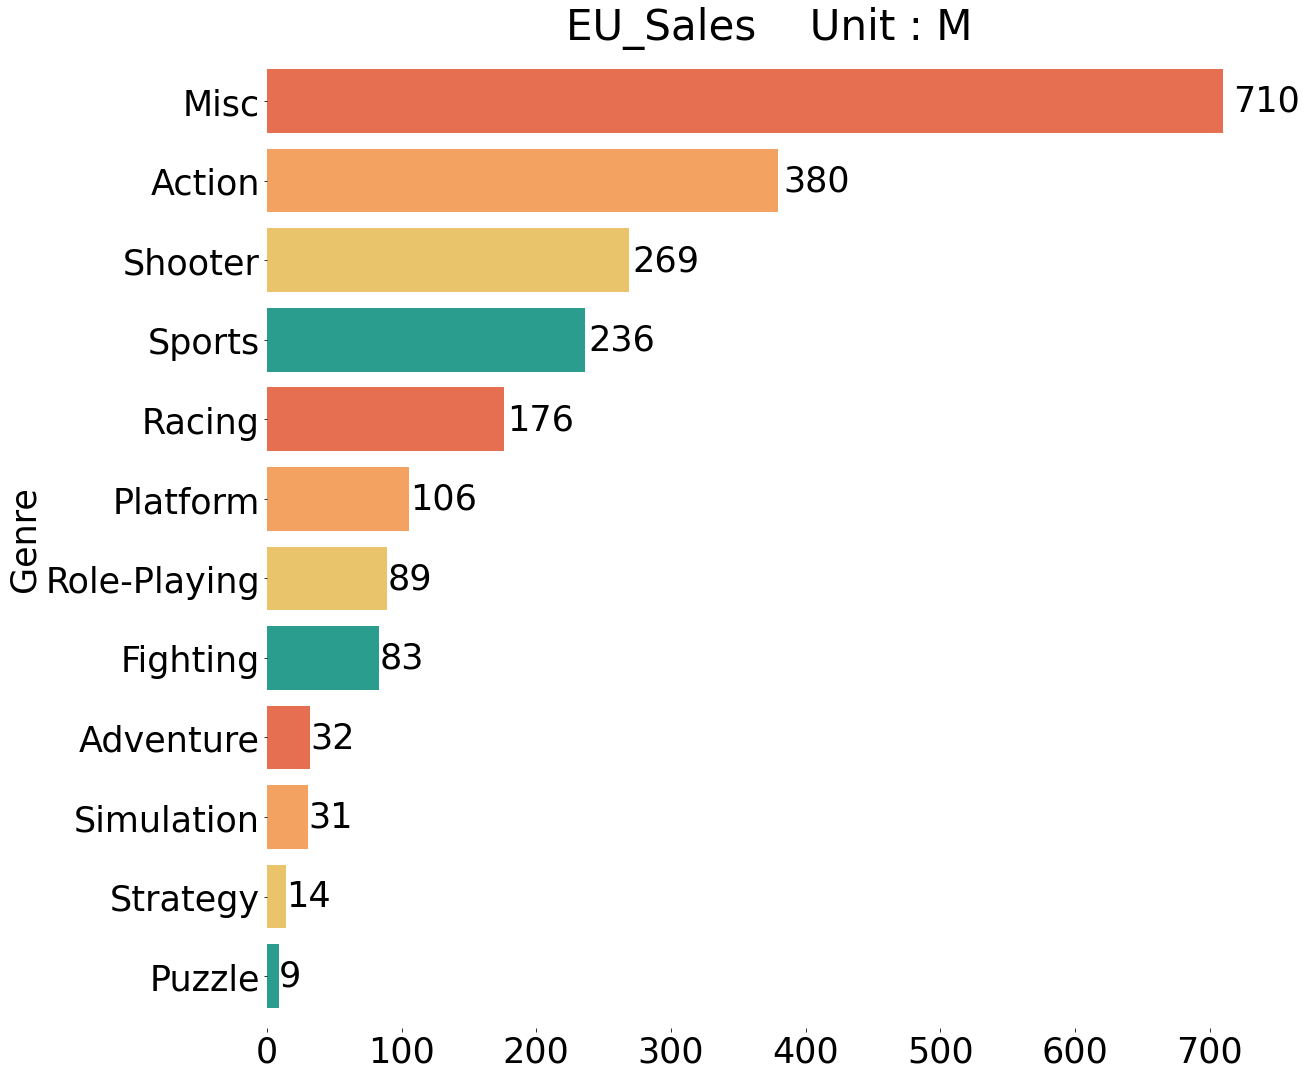 EU_Sales    Unit : M
Misc 710
Action 380
Shooter 269
Sports 236
Racing 176
Platform 106
Genre
Role-Playing 89
Fighting 83
Adventure 32
Simulation 31
Strategy 14
Puzzle 9
0 100 200 300 400 500 600 700